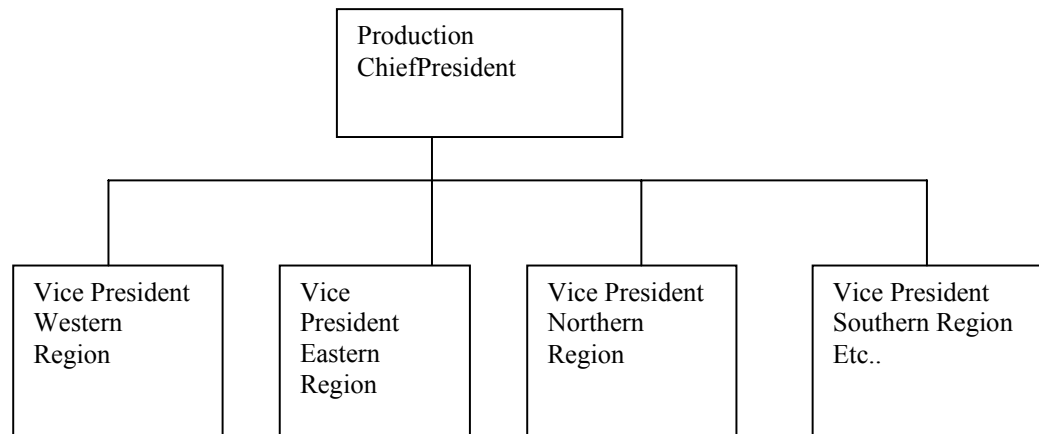 Production
ChiefPresident
Vice President
Western
Region
Vice
President
Eastern
Region
Vice President
Northern
Region
Vice President
Southern Region
Etc..